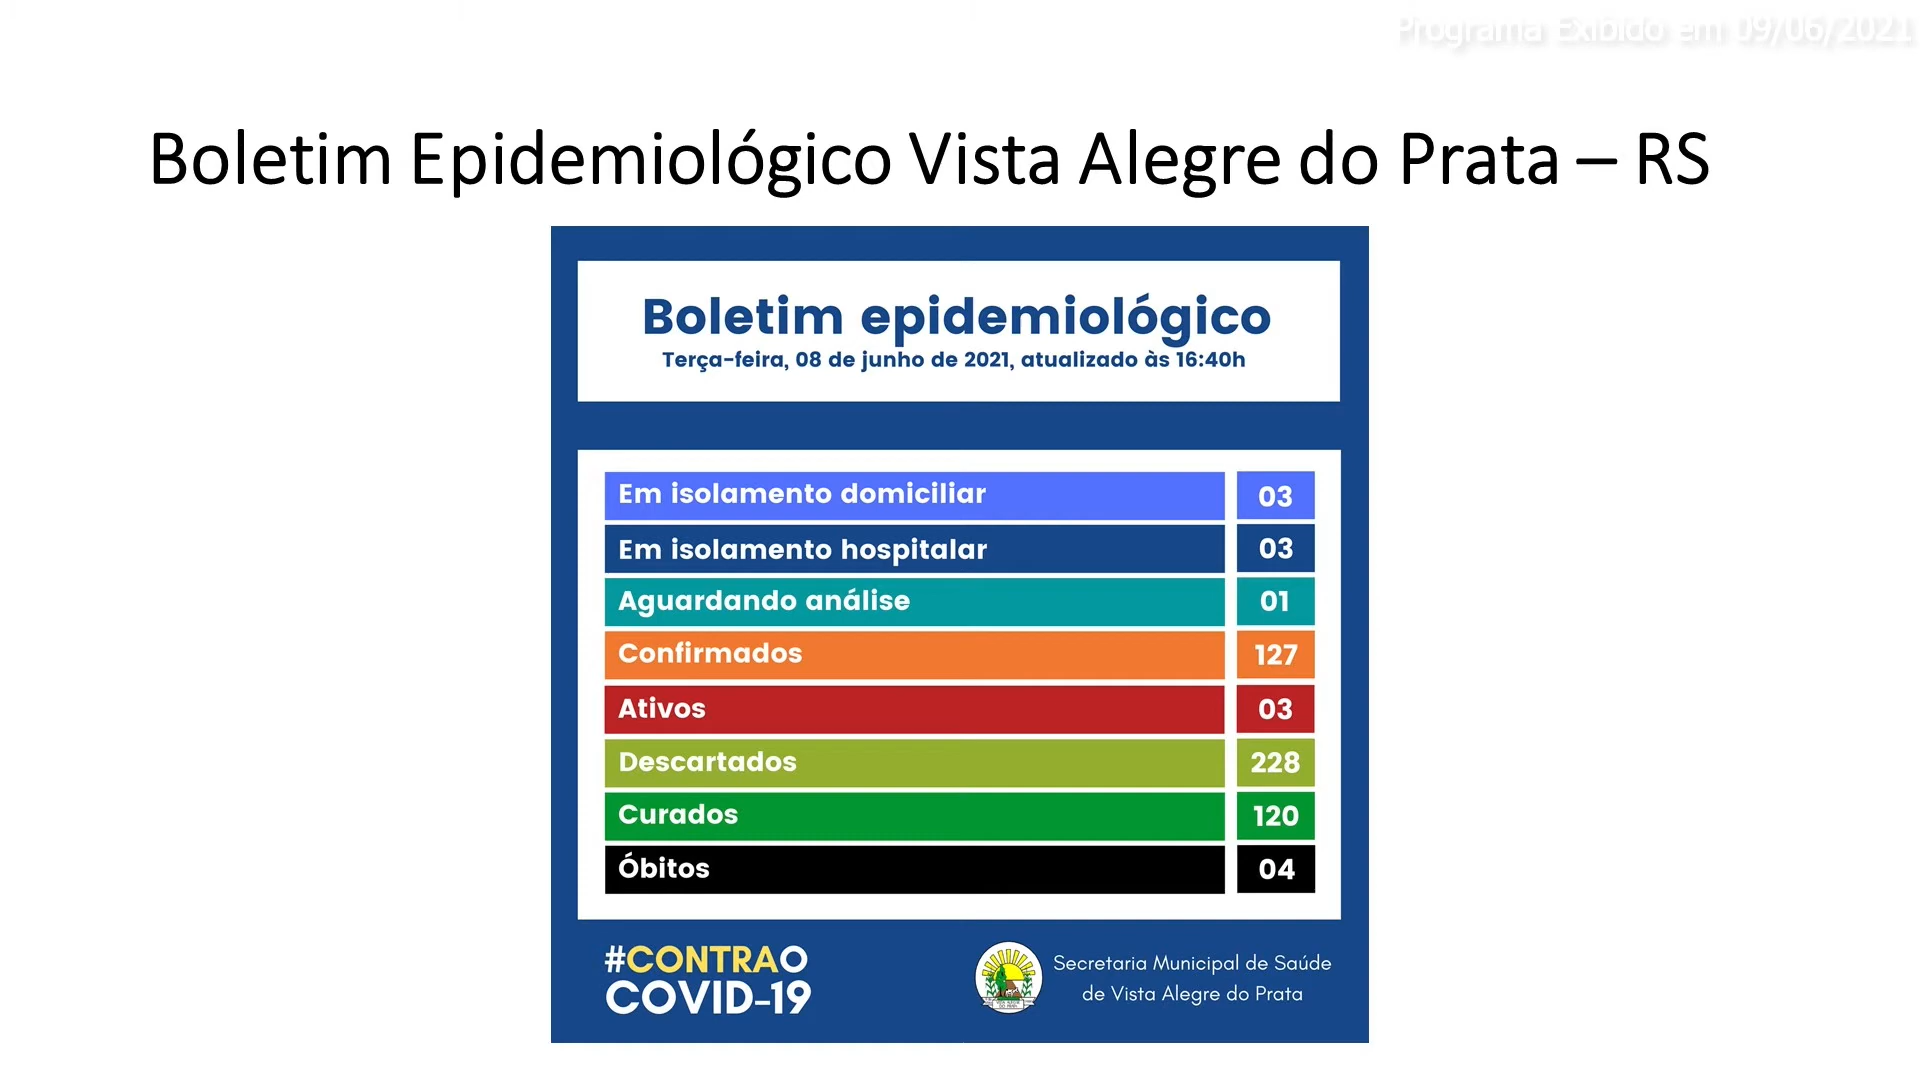 Programa Exibido em 09/06/2021
Boletim Epidemiológico Vista Alegre do Prata – RS
Boletim epidemiológico
Terça-feira, 08 de junho de 2021, atualizado às 16:40h
Em isolamento domiciliar 03
Em isolamento hospitalar 03
Aguardando análise 01
Confirmados 127
Ativos 03
Descartados 228
Curados 120
Óbitos 04
#CONTRAO
COVID-19
Secretaria Municipal de Saúde
de Vista Alegre do Prata